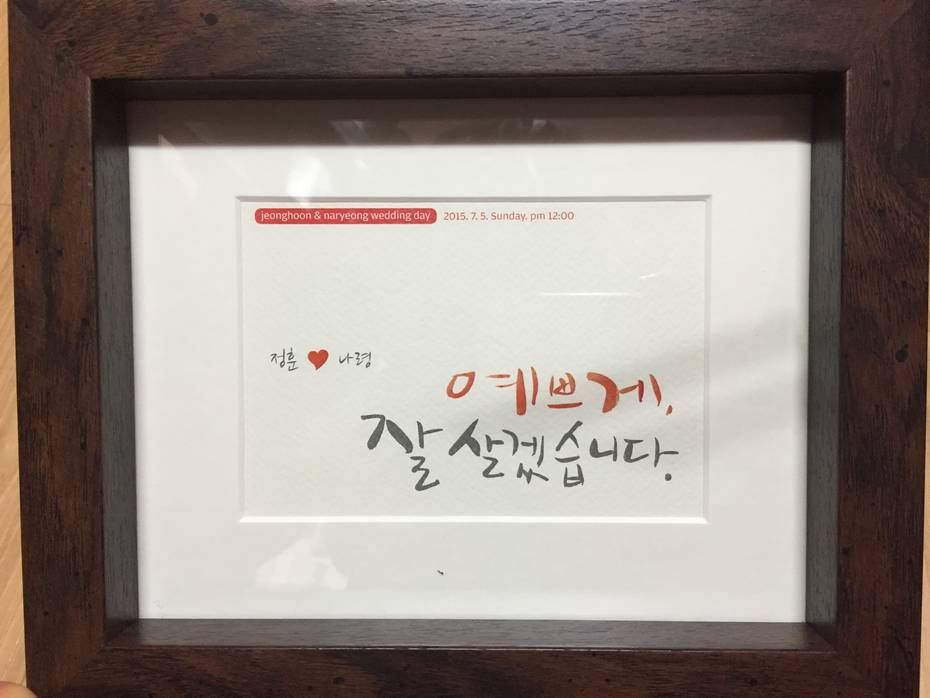 jeonghoon & naryeong wedding day 2015. 7. 5. Sunday. pm 12:00
정훈 ♥ 나령
예쁘게,
잘 살겠습니다.